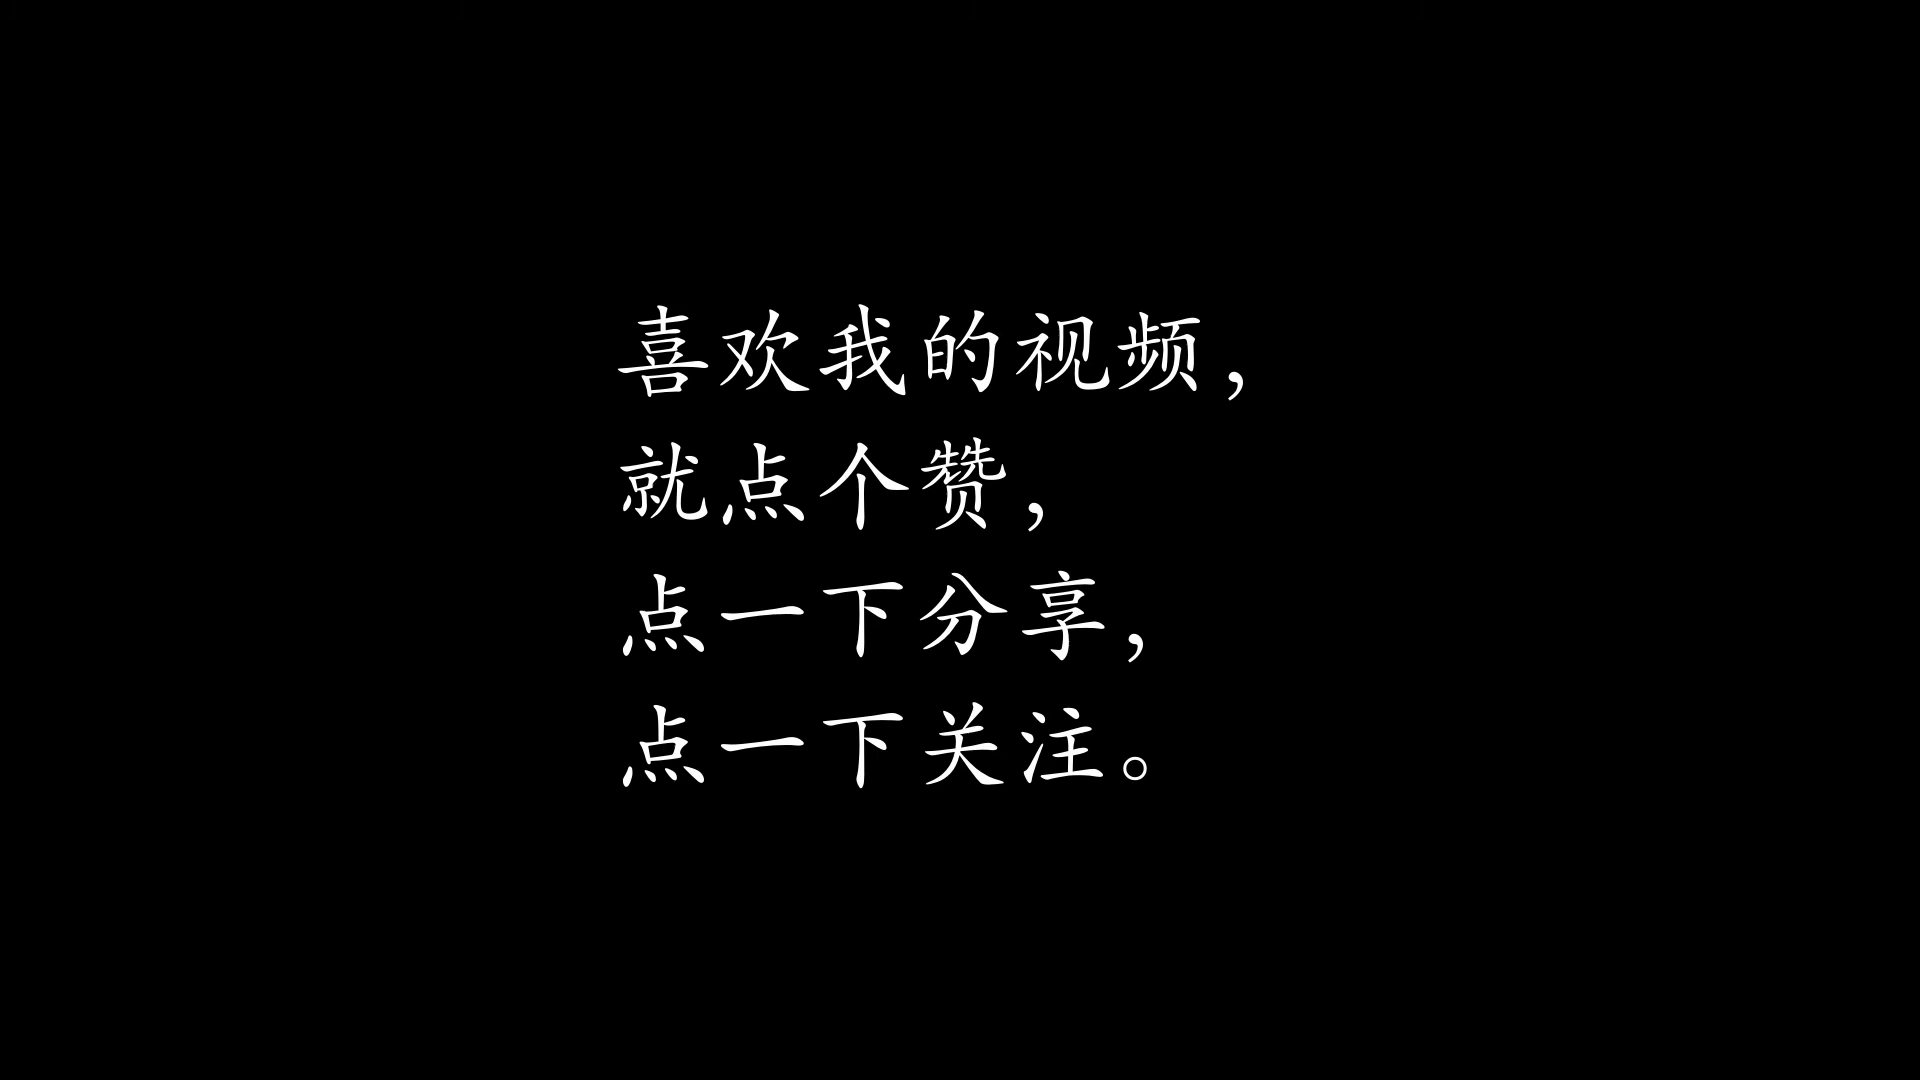 喜欢我的视频，
就点个赞，
点一下分享，
点一下关注。